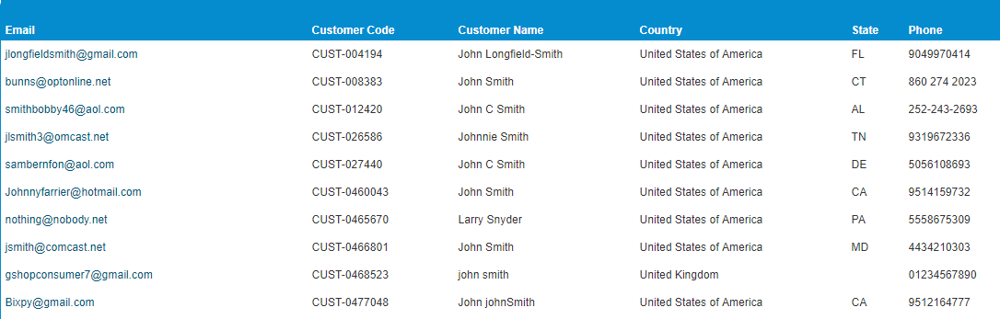 Email Customer Code Customer Name Country State Phone
jlongfieldsmith@gmail.com CUST-004194 John Longfield-Smith United States of America FL 9049970414
bunns@optonline.net CUST-008383 John Smith United States of America CT 860 274 2023
smithbobby46@aol.com CUST-012420 John C Smith United States of America AL 252-243-2693
jlsmith3@omcast.net CUST-026586 Johnnie Smith United States of America TN 9319672336
sambernfon@aol.com CUST-027440 John C Smith United States of America DE 5056108693
Johnnyfarrier@hotmail.com CUST-0460043 John Smith United States of America CA 9514159732
nothing@nobody.net CUST-0465670 Larry Snyder United States of America PA 5558675309
jsmith@comcast.net CUST-0466801 John Smith United States of America MD 4434210303
gshopconsumer7@gmail.com CUST-0468523 john smith United Kingdom 01234567890
Bixpy@gmail.com CUST-0477048 John johnSmith United States of America CA 9512164777